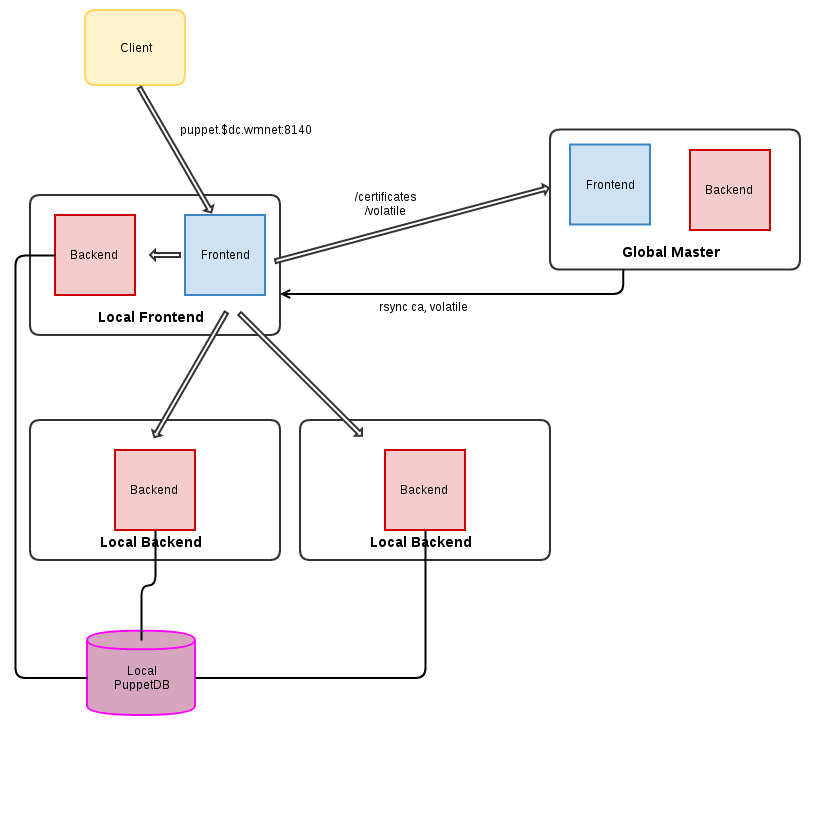 Client
puppet.$dc.wmnet:8140
Frontend
Backend
Global Master
/certificates
/volatile
Backend
Frontend
Local Frontend
rsync ca, volatile
Backend
Local Backend
Backend
Local Backend
Local
PuppetDB